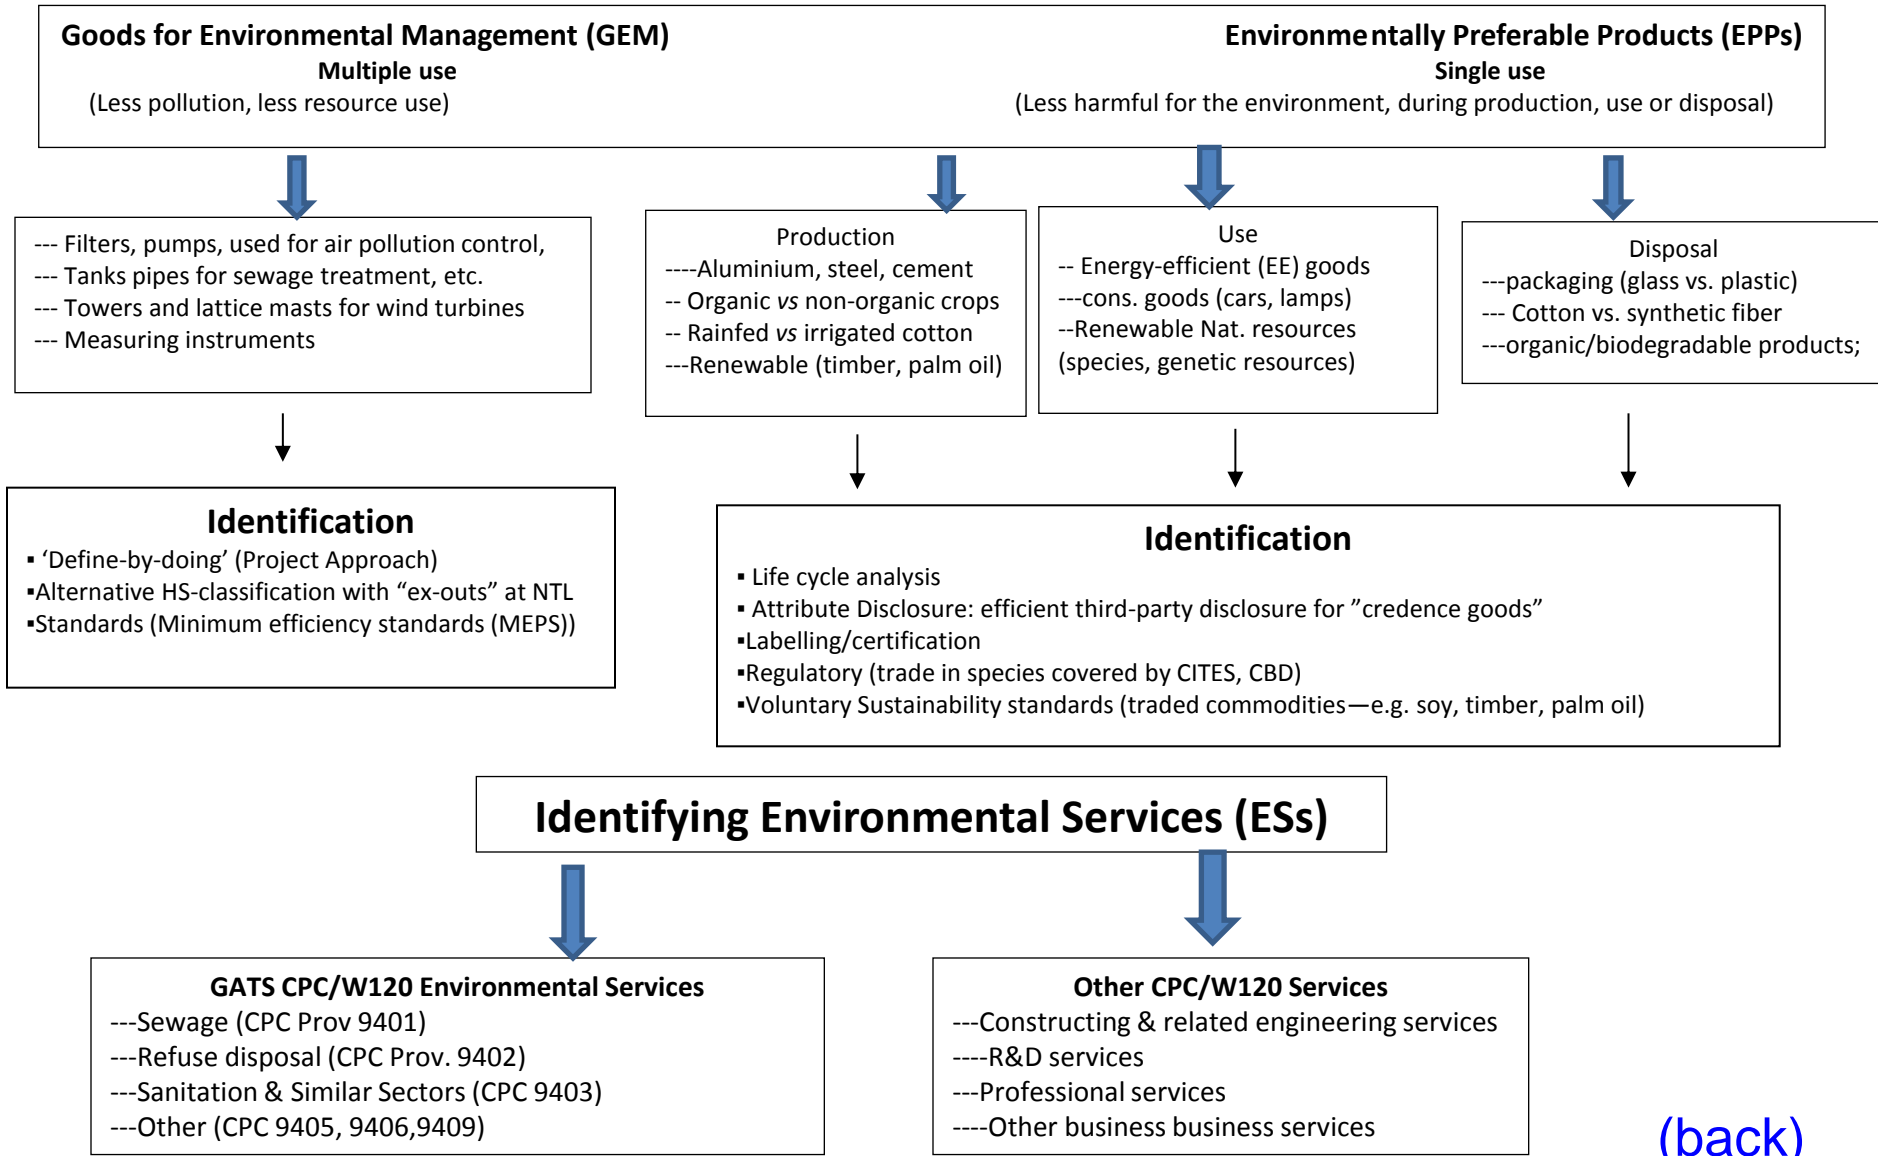 Goods for Environmental Management (GEM)
Multiple use
(Less pollution, less resource use)
Environmentally Preferable Products (EPPs)
Single use
(Less harmful for the environment, during production, use or disposal)
--- Filters, pumps, used for air pollution control,
--- Tanks pipes for sewage treatment, etc.
--- Towers and lattice masts for wind turbines
--- Measuring instruments
Production
----Aluminium, steel, cement
-- Organic vs non-organic crops
-- Rainfed vs irrigated cotton
---Renewable (timber, palm oil)
Use
-- Energy-efficient (EE) goods
---cons. goods (cars, lamps)
--Renewable Nat. resources
(species, genetic resources)
Disposal
---packaging (glass vs. plastic)
--- Cotton vs. synthetic fiber
---organic/biodegradable products;
Identification
▪ ‘Define-by-doing’ (Project Approach)
▪Alternative HS-classification with “ex-outs” at NTL
▪Standards (Minimum efficiency standards (MEPS))
Identification
▪ Life cycle analysis
▪ Attribute Disclosure: efficient third-party disclosure for ”credence goods”
▪Labelling/certification
▪Regulatory (trade in species covered by CITES, CBD)
▪Voluntary Sustainability standards (traded commodities—e.g. soy, timber, palm oil)
Identifying Environmental Services (ESs)
GATS CPC/W120 Environmental Services
---Sewage (CPC Prov 9401)
---Refuse disposal (CPC Prov. 9402)
---Sanitation & Similar Sectors (CPC 9403)
---Other (CPC 9405, 9406,9409)
Other CPC/W120 Services
---Constructing & related engineering services
----R&D services
---Professional services
----Other business business services
(back)